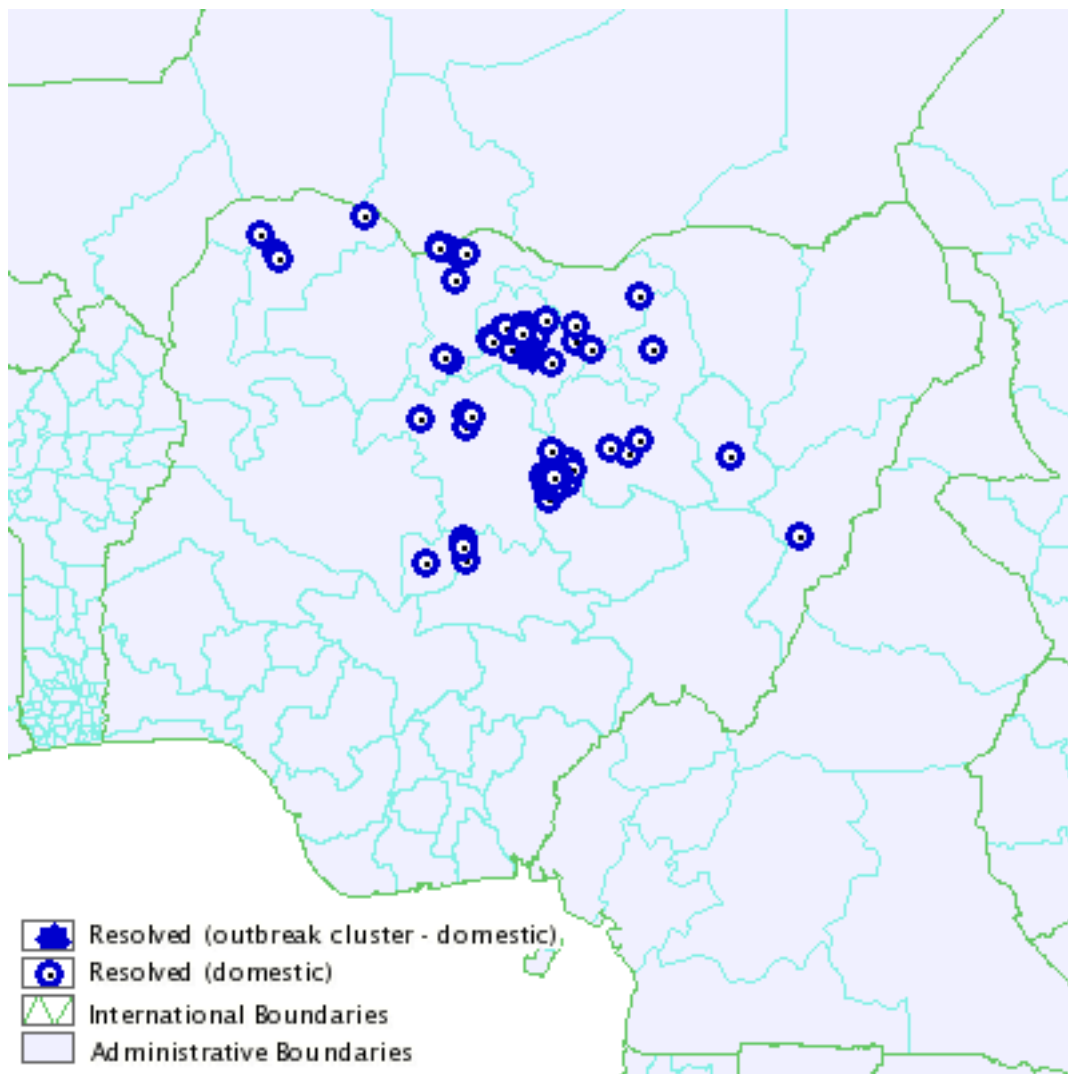 Resolved (outbreak cluster - domestic)
Resolved (domestic)
International Boundaries
Administrative Boundaries